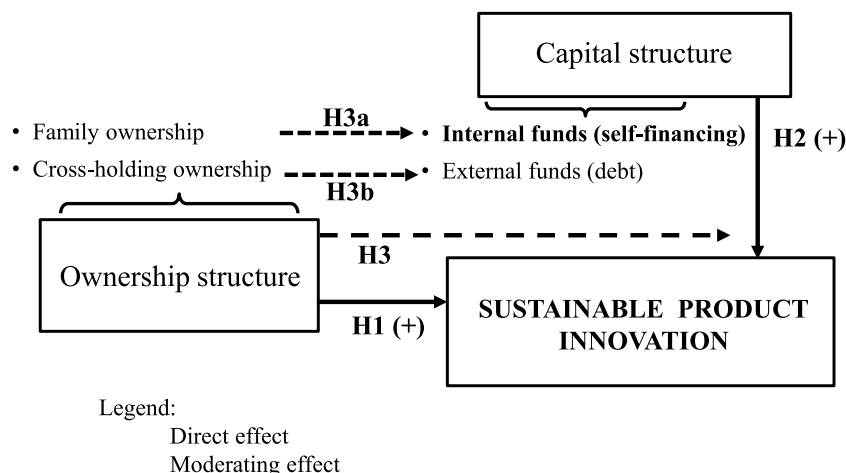 Capital structure
H3a
• Family ownership
• Internal funds (self-financing)
H2 (+)
• Cross-holding ownership
• External funds (debt)
H3b
H3
Ownership structure
SUSTAINABLE PRODUCT
INNOVATION
H1 (+)
Legend:
Direct effect
Moderating effect